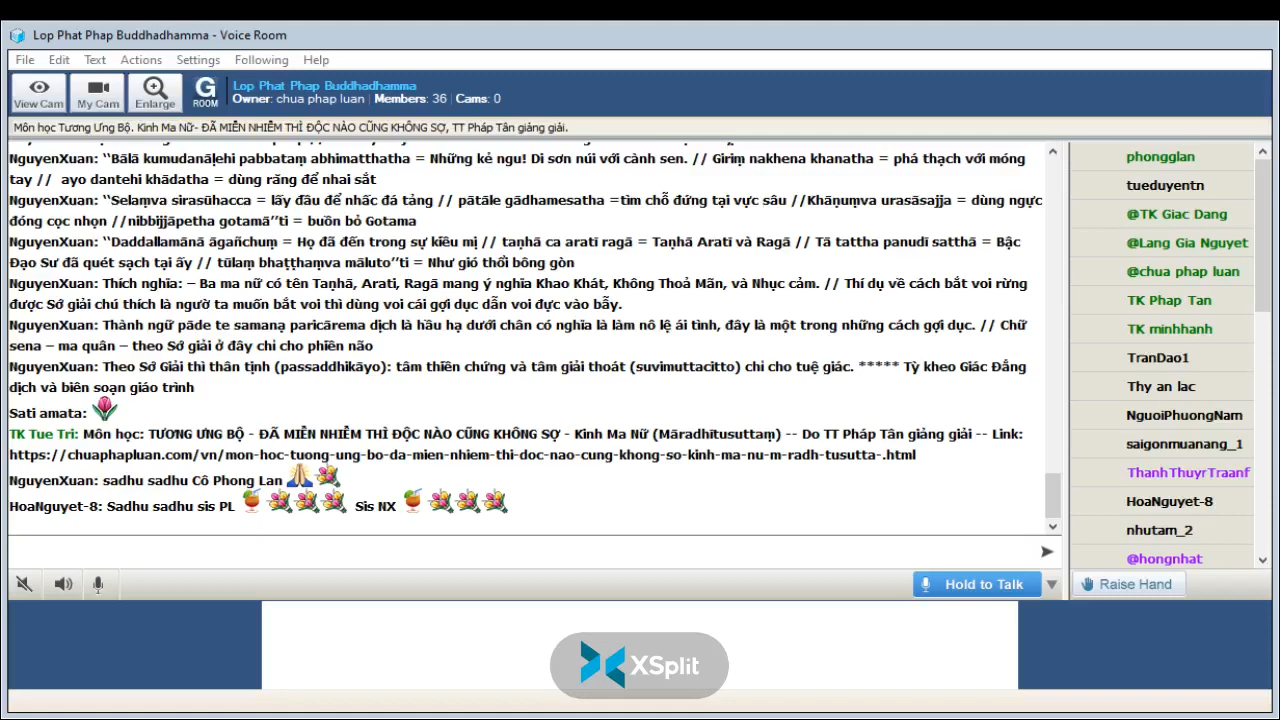 Lop Phat Phap Buddhadhamma - Voice Room
File Edit Text Actions Settings Following Help
View Cam My Cam Enlarge G ROOM
Lop Phat Phap Buddhadhamma
Owner: chua phap luan | Members: 36 | Cams: 0
Môn học Tương Ưng Bộ. Kinh Ma Nữ- ĐÃ MIỄN NHIỄM THÌ ĐỘC NÀO CŨNG KHÔNG SỢ, TT Pháp Tân giảng giải.
NguyenXuan: “Bālā kumudanāḷehi pabbataṃ abhimatthatha = Những kẻ ngu! Di sơn núi với cành sen. // Giriṃ nakhena khanatha = phá thạch với móng
tay // ayo dantehi khādatha = dùng răng để nhai sắt
NguyenXuan: “Selaṃva sirasūhacca = lấy đầu để nhấc đá tảng // pātāle gādhamesatha =tìm chỗ đứng tại vực sâu //Khāṇuṃva urasāsajja = dùng ngực
đóng cọc nhọn //nibbijjāpetha gotamā”ti = buồn bỏ Gotama
NguyenXuan: “Daddallamānā āgañchuṃ = Họ đã đến trong sự kiêu mị // taṇhā ca aratī ragā = Taṇhā Aratī và Ragā // Tā tattha panudī satthā = Bậc
Đạo Sư đã quét sạch tại ấy // tūlaṃ bhaṭṭhaṃva māluto”ti = Như gió thổi bông gòn
NguyenXuan: Thích nghĩa: – Ba ma nữ có tên Taṇhā, Arati, Ragā mang ý nghĩa Khao Khát, Không Thoả Mãn, và Nhục cảm. // Thí dụ về cách bắt voi rừng
được Sớ giải chú thích là ngườ ta muốn bắt voi thì dùng voi cái gợi dục dẫn voi đực vào bẫy.
NguyenXuan: Thành ngữ pāde te samaṇa paricārema dịch là hầu hạ dưới chân có nghĩa là làm nô lệ ái tình, đây là một trong những cách gợi dục. // Chữ
sena – ma quân – theo Sớ giải ở đây chỉ cho phiền não
NguyenXuan: Theo Sớ Giải thì thân tịnh (passaddhikāyo): tâm thiền chứng và tâm giải thoát (suvimuttacitto) chỉ cho tuệ giác. ***** Tỳ kheo Giác Đẳng
dịch và biên soạn giáo trình
Sati amata:
TK Tue Tri: Môn học: TƯƠNG ƯNG BỘ - ĐÃ MIỄN NHIỄM THÌ ĐỘC NÀO CŨNG KHÔNG SỢ - Kinh Ma Nữ (Māradhītusuttaṃ) -- Do TT Pháp Tân giảng giải -- Link:
https://chuaphapluan.com/vn/mon-hoc-tuong-ung-bo-da-mien-nhiem-thi-doc-nao-cung-khong-so-kinh-ma-nu-m-radh-tusutta-.html
NguyenXuan: sadhu sadhu Cô Phong Lan
HoaNguyet-8: Sadhu sadhu sis PL Sis NX
phongglan
tueduyentn
@TK Giac Dang
@Lang Gia Nguyet
@chua phap luan
TK Phap Tan
TK minhhanh
TranDao1
Thy an lac
NguoiPhuongNam
saigonmuanang_1
ThanhThuyrTraanf
HoaNguyet-8
nhutam_2
@hongnhat
Hold to Talk
Raise Hand
XSplit